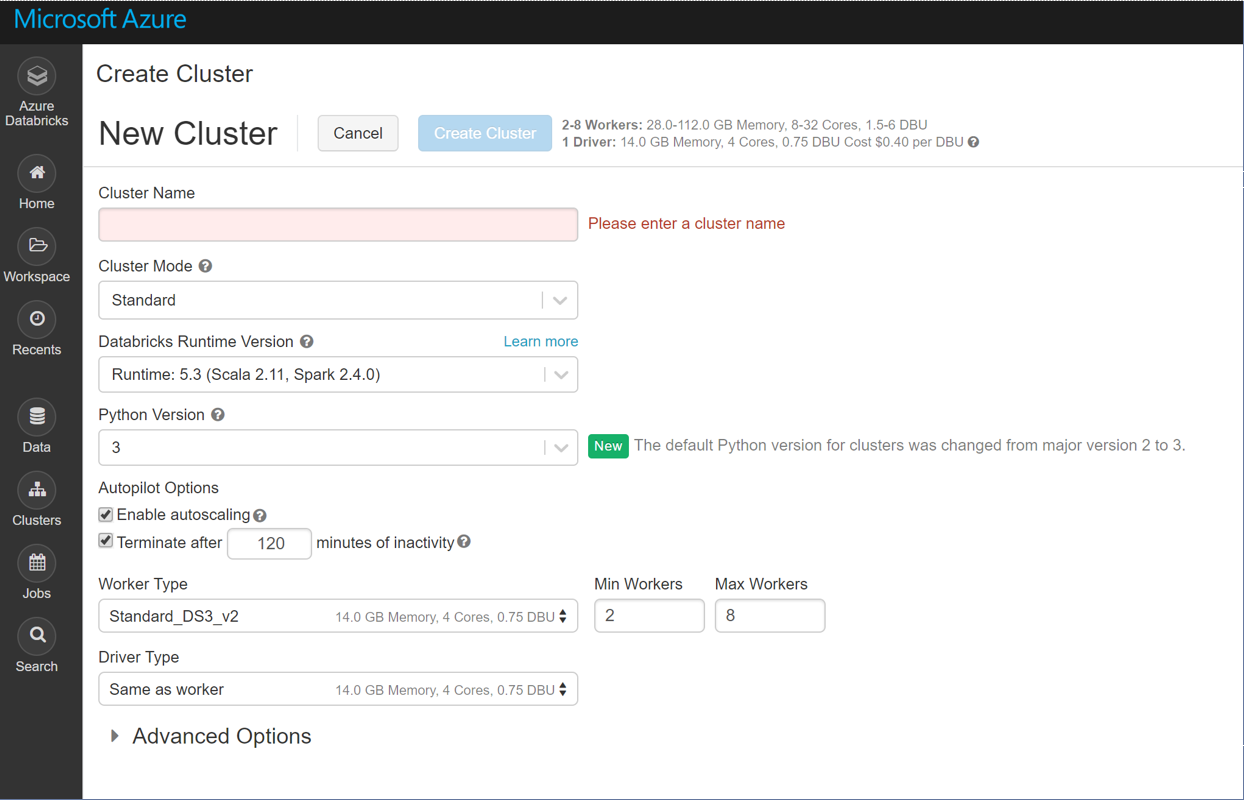 Microsoft Azure
Azure
Databricks
Home
Workspace
Recents
Data
Clusters
Jobs
Search
Create Cluster
New Cluster
Cancel
Create Cluster
2-8 Workers: 28.0-112.0 GB Memory, 8-32 Cores, 1.5-6 DBU
1 Driver: 14.0 GB Memory, 4 Cores, 0.75 DBU Cost $0.40 per DBU ?
Cluster Name
Please enter a cluster name
Cluster Mode ?
Standard
Databricks Runtime Version ? Learn more
Runtime: 5.3 (Scala 2.11, Spark 2.4.0)
Python Version ?
3
New The default Python version for clusters was changed from major version 2 to 3.
Autopilot Options
Enable autoscaling ?
Terminate after 120 minutes of inactivity ?
Worker Type Min Workers Max Workers
Standard_DS3_v2 14.0 GB Memory, 4 Cores, 0.75 DBU 2 8
Driver Type
Same as worker 14.0 GB Memory, 4 Cores, 0.75 DBU
Advanced Options